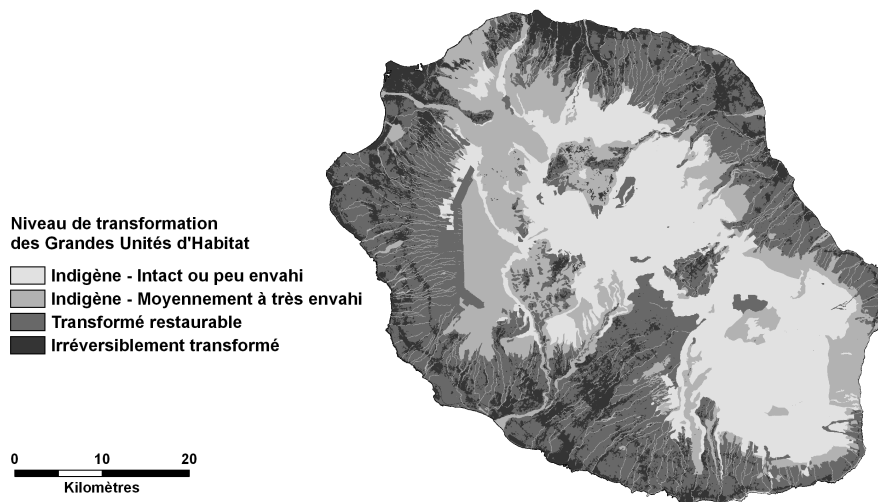 Niveau de transformation
des Grandes Unités d'Habitat
Indigène - Intact ou peu envahi
Indigène - Moyennement à très envahi
Transformé restaurable
Irréversiblement transformé
0 10 20
Kilomètres